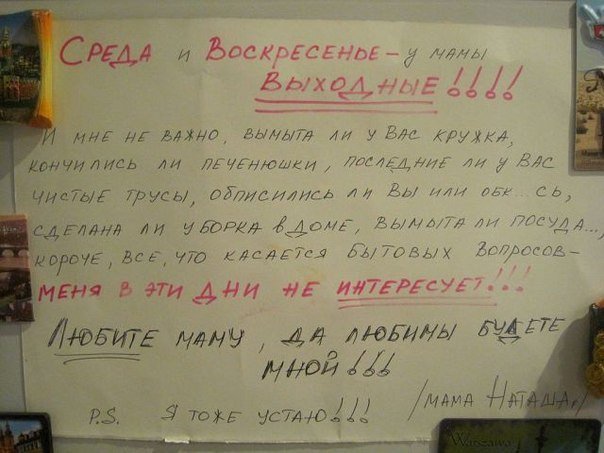 СРЕДА и ВОСКРЕСЕНЬЕ – у МАМЫ
ВЫХОДНЫЕ!!!!
И МНЕ НЕ ВАЖНО, ВЫМЫТА ЛИ У ВАС КРУЖКА,
КОНЧИЛИСЬ ЛИ ПЕЧЕНЮШКИ, ПОСЛЕДНИЕ ЛИ У ВАС
ЧИСТЫЕ ТРУСЫ, ОБПИСИЛИСЬ ЛИ ВЫ ИЛИ ОБК...СЬ,
СДЕЛАНА ЛИ УБОРКА В ДОМЕ, ВЫМЫТА ЛИ ПОСУДА...,
КОРОЧЕ, ВСЕ, ЧТО КАСАЕТСЯ БЫТОВЫХ ВОПРОСОВ –
МЕНЯ В ЭТИ ДНИ НЕ ИНТЕРЕСУЕТ!!!
ЛЮБИТЕ МАМУ, ДА ЛЮБИМЫ БУДЕТЕ
МНОЙ!!!
/МАМА НАТАША/
P.S. Я ТОЖЕ УСТАЮ!!!
Warszawa